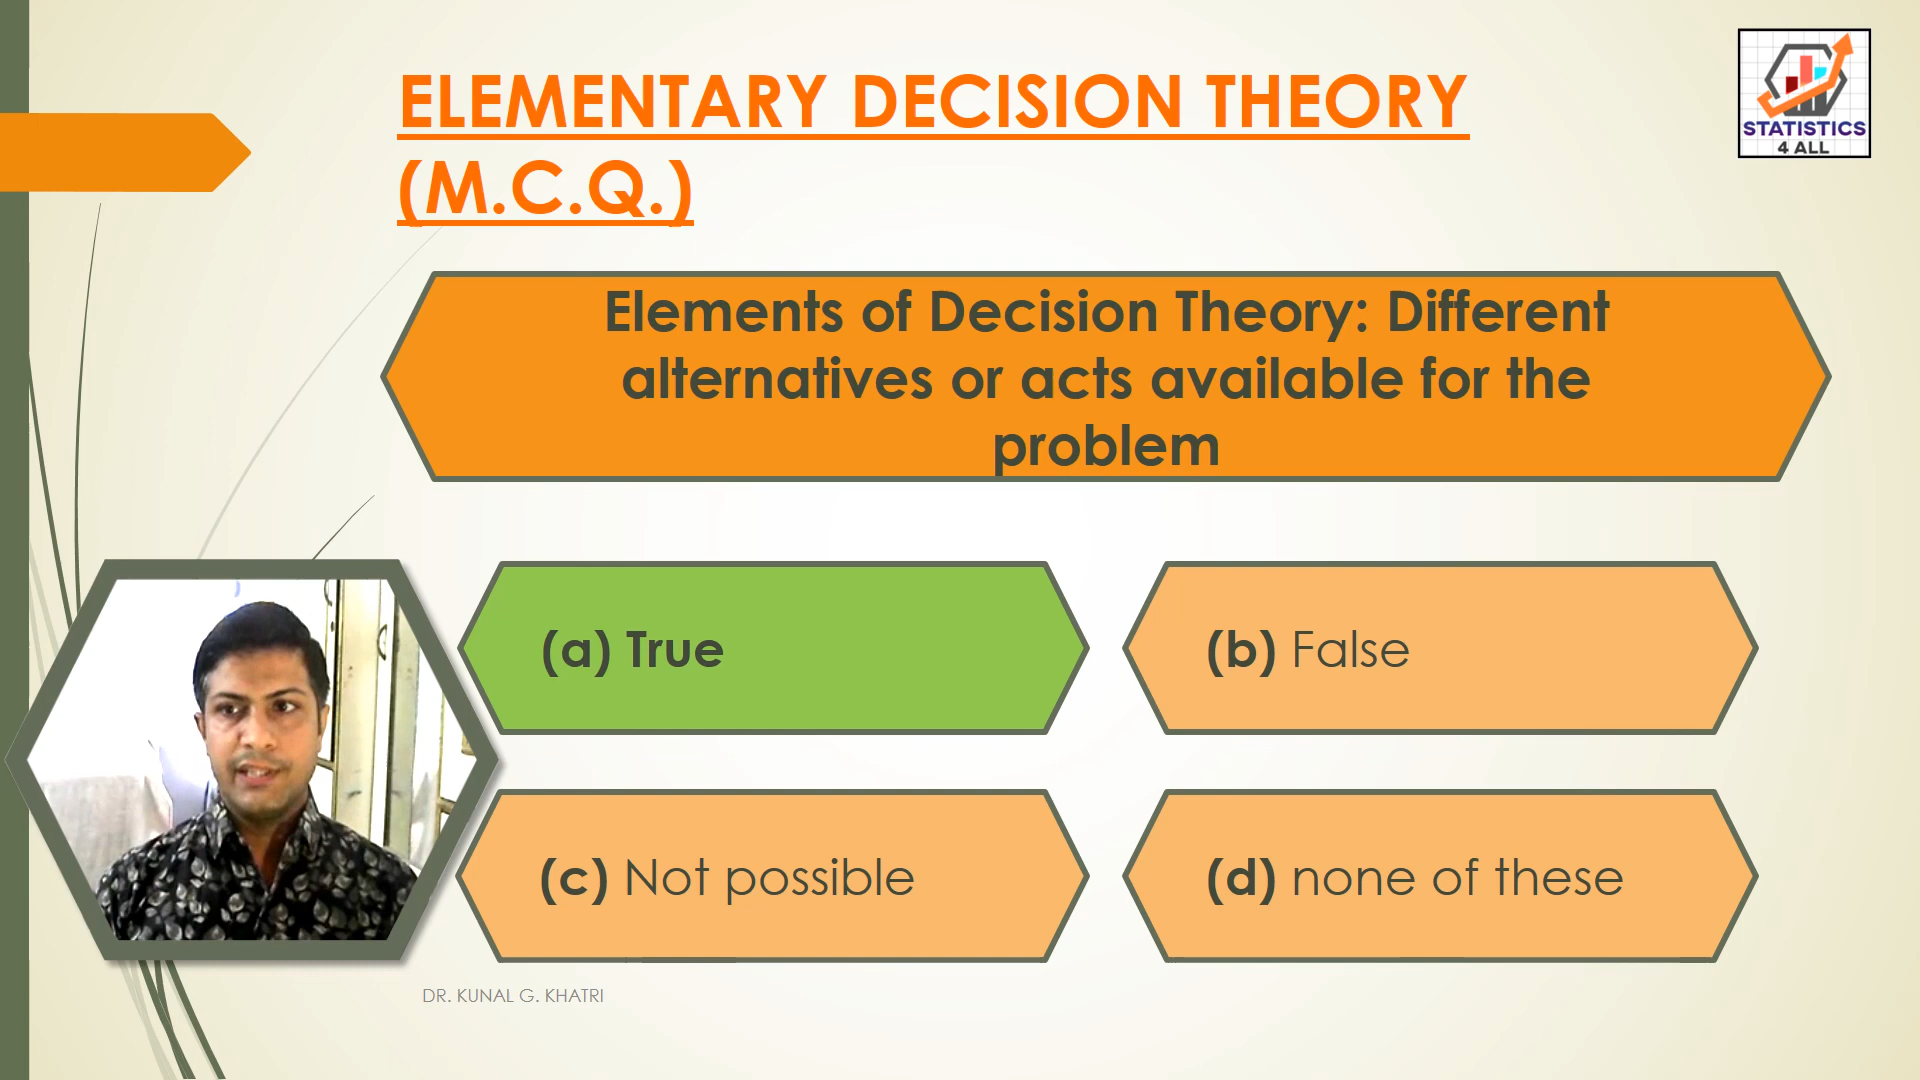 ELEMENTARY DECISION THEORY
(M.C.Q.)
STATISTICS
4 ALL
Elements of Decision Theory: Different
alternatives or acts available for the
problem
(a) True
(b) False
(c) Not possible
(d) none of these
DR. KUNAL G. KHATRI